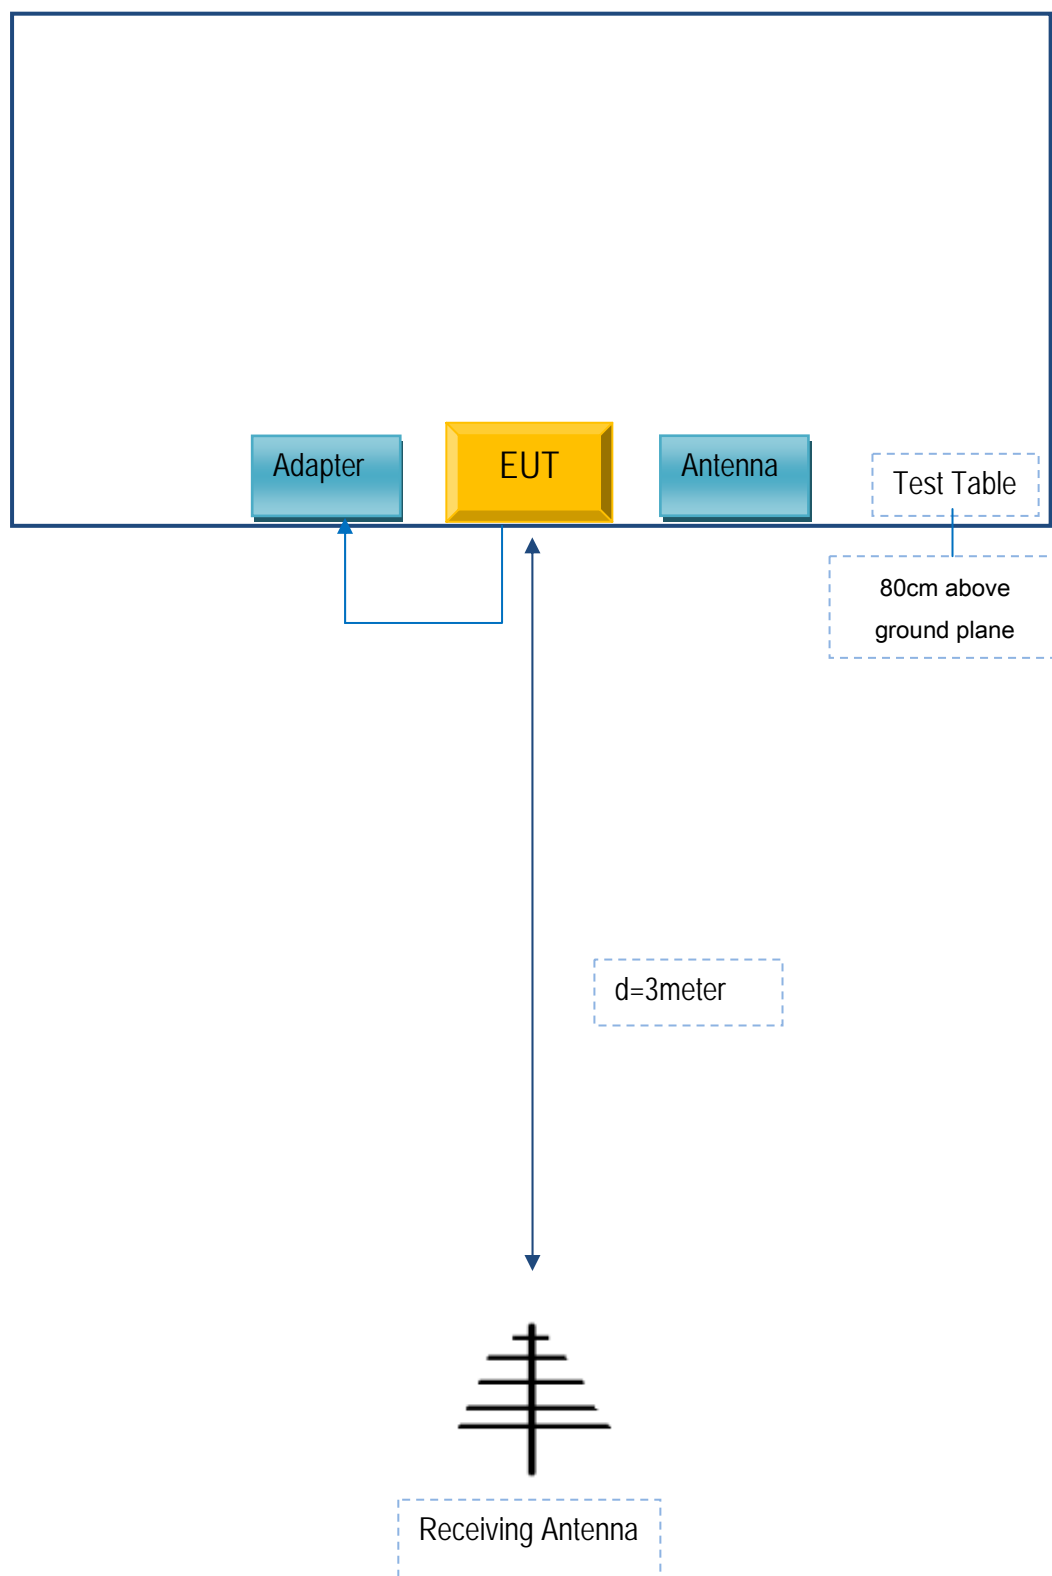 Adapter
EUT
Antenna
Test Table
80cm above
ground plane
d=3meter
Receiving Antenna